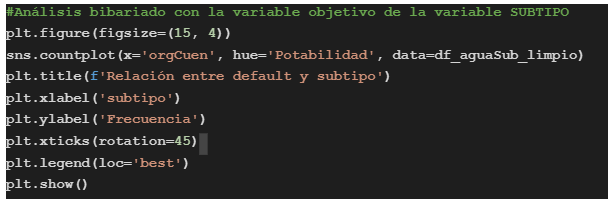 #Análisis bibariado con la variable objetivo de la variable SUBTIPO
plt.figure(figsize=(15, 4))
sns.countplot(x='orgCuen', hue='Potabilidad', data=df_aguaSub_limpio)
plt.title(f'Relación entre default y subtipo')
plt.xlabel('subtipo')
plt.ylabel('Frecuencia')
plt.xticks(rotation=45)
plt.legend(loc='best')
plt.show()